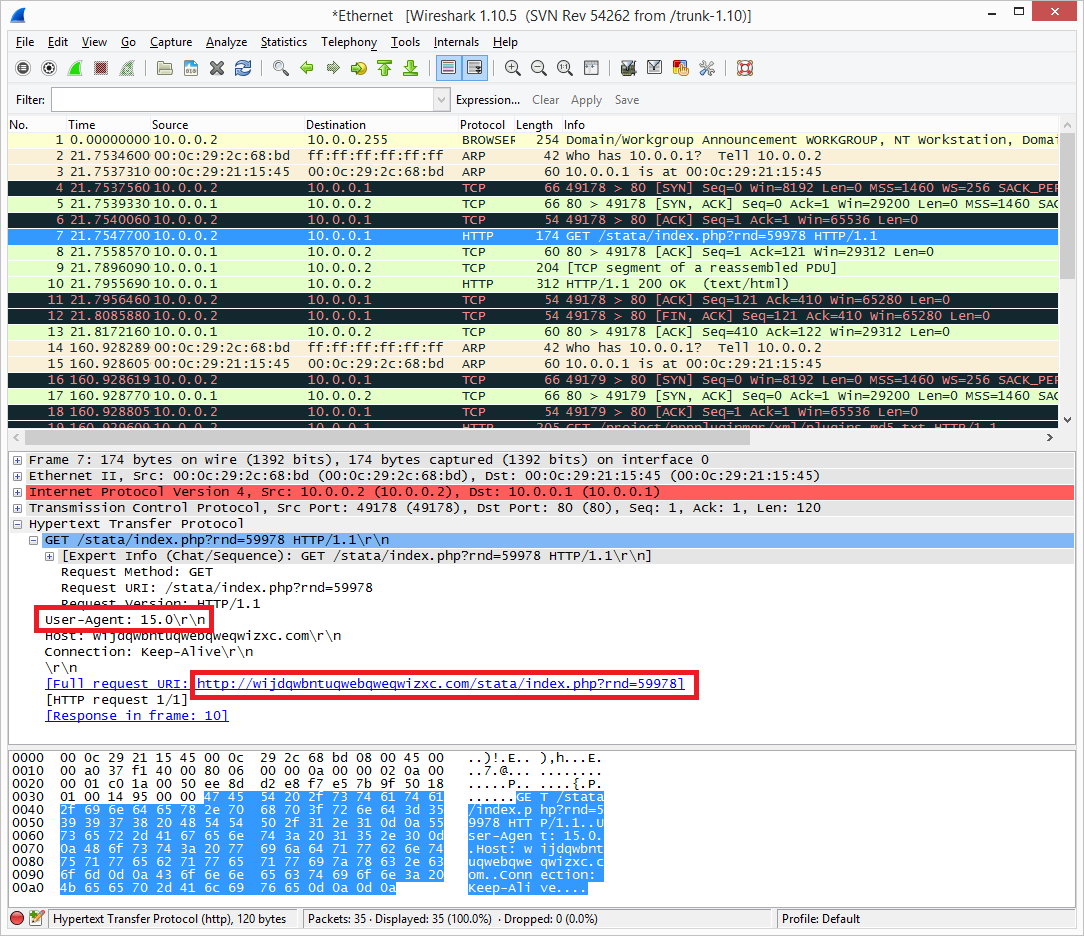 *Ethernet [Wireshark 1.10.5 (SVN Rev 54262 from /trunk-1.10)]
File Edit View Go Capture Analyze Statistics Telephony Tools Internals Help
Filter: Expression... Clear Apply Save
No. Time Source Destination Protocol Length Info
1 0.00000000 10.0.0.2 10.0.0.255 BROWSER 254 Domain/Workgroup Announcement WORKGROUP, NT Workstation, Domai
2 21.7534600 00:0c:29:2c:68:bd ff:ff:ff:ff:ff:ff ARP 42 Who has 10.0.0.1? Tell 10.0.0.2
3 21.7537310 00:0c:29:21:15:45 00:0c:29:2c:68:bd ARP 60 10.0.0.1 is at 00:0c:29:21:15:45
4 21.7537560 10.0.0.2 10.0.0.1 TCP 66 49178 > 80 [SYN] Seq=0 Win=8192 Len=0 MSS=1460 WS=256 SACK_PER
5 21.7539330 10.0.0.1 10.0.0.2 TCP 66 80 > 49178 [SYN, ACK] Seq=0 Ack=1 Win=29200 Len=0 MSS=1460 SAC
6 21.7540060 10.0.0.2 10.0.0.1 TCP 54 49178 > 80 [ACK] Seq=1 Ack=1 Win=65536 Len=0
7 21.7547700 10.0.0.2 10.0.0.1 HTTP 174 GET /stata/index.php?rnd=59978 HTTP/1.1
8 21.7558570 10.0.0.1 10.0.0.2 TCP 60 80 > 49178 [ACK] Seq=1 Ack=121 Win=29312 Len=0
9 21.7896090 10.0.0.1 10.0.0.2 TCP 204 [TCP segment of a reassembled PDU]
10 21.7955690 10.0.0.1 10.0.0.2 HTTP 312 HTTP/1.1 200 OK (text/html)
11 21.7956460 10.0.0.2 10.0.0.1 TCP 54 49178 > 80 [ACK] Seq=121 Ack=410 Win=65280 Len=0
12 21.8085880 10.0.0.2 10.0.0.1 TCP 54 49178 > 80 [FIN, ACK] Seq=121 Ack=410 Win=65280 Len=0
13 21.8172160 10.0.0.1 10.0.0.2 TCP 60 80 > 49178 [ACK] Seq=410 Ack=122 Win=29312 Len=0
14 160.928289 00:0c:29:2c:68:bd ff:ff:ff:ff:ff:ff ARP 42 Who has 10.0.0.1? Tell 10.0.0.2
15 160.928605 00:0c:29:21:15:45 00:0c:29:2c:68:bd ARP 60 10.0.0.1 is at 00:0c:29:21:15:45
16 160.928619 10.0.0.2 10.0.0.1 TCP 66 49179 > 80 [SYN] Seq=0 Win=8192 Len=0 MSS=1460 WS=256 SACK_PER
17 160.928770 10.0.0.1 10.0.0.2 TCP 66 80 > 49179 [SYN, ACK] Seq=0 Ack=1 Win=29200 Len=0 MSS=1460 SAC
18 160.928805 10.0.0.2 10.0.0.1 TCP 54 49179 > 80 [ACK] Seq=1 Ack=1 Win=65536 Len=0
Frame 7: 174 bytes on wire (1392 bits), 174 bytes captured (1392 bits) on interface 0
Ethernet II, Src: 00:0c:29:2c:68:bd (00:0c:29:2c:68:bd), Dst: 00:0c:29:21:15:45 (00:0c:29:21:15:45)
Internet Protocol Version 4, Src: 10.0.0.2 (10.0.0.2), Dst: 10.0.0.1 (10.0.0.1)
Transmission Control Protocol, Src Port: 49178 (49178), Dst Port: 80 (80), Seq: 1, Ack: 1, Len: 120
Hypertext Transfer Protocol
GET /stata/index.php?rnd=59978 HTTP/1.1\r\n
[Expert Info (Chat/Sequence): GET /stata/index.php?rnd=59978 HTTP/1.1\r\n]
Request Method: GET
Request URI: /stata/index.php?rnd=59978
Request Version: HTTP/1.1
User-Agent: 15.0\r\n
Host: wijdqwbntuqwebqweqwizxc.com\r\n
Connection: Keep-Alive\r\n
\r\n
[Full request URI: http://wijdqwbntuqwebqweqwizxc.com/stata/index.php?rnd=59978]
[HTTP request 1/1]
[Response in frame: 10]
0000 00 0c 29 21 15 45 00 0c 29 2c 68 bd 08 00 45 00 ..)!.E.. ),h...E.
0010 00 a0 37 f1 40 00 80 06 00 00 0a 00 00 02 0a 00 ..7.@... ........
0020 00 01 c0 1a 00 50 ee 8d d2 e8 f7 e5 7b 9f 50 18 .....P.. ....{.P.
0030 01 00 14 95 00 00 47 45 54 20 2f 73 74 61 74 61 ......GE T /stata
0040 2f 69 6e 64 65 78 2e 70 68 70 3f 72 6e 64 3d 35 /index.p hp?rnd=5
0050 39 39 37 38 20 48 54 54 50 2f 31 2e 31 0d 0a 55 9978 HTT P/1.1..U
0060 73 65 72 2d 41 67 65 6e 74 3a 20 31 35 2e 30 0d ser-Agen t: 15.0.
0070 0a 48 6f 73 74 3a 20 77 69 6a 64 71 77 62 6e 74 .Host: w ijdqwbnt
0080 75 71 77 65 62 71 77 65 71 77 69 7a 78 63 2e 63 uqwebqwe qwizxc.c
0090 6f 6d 0d 0a 43 6f 6e 6e 65 63 74 69 6f 6e 3a 20 om..Conn ection: 
00a0 4b 65 65 70 2d 41 6c 69 76 65 0d 0a 0d 0a Keep-Ali ve....
Hypertext Transfer Protocol (http), 120 bytes Packets: 35 · Displayed: 35 (100.0%) · Dropped: 0 (0.0%) Profile: Default